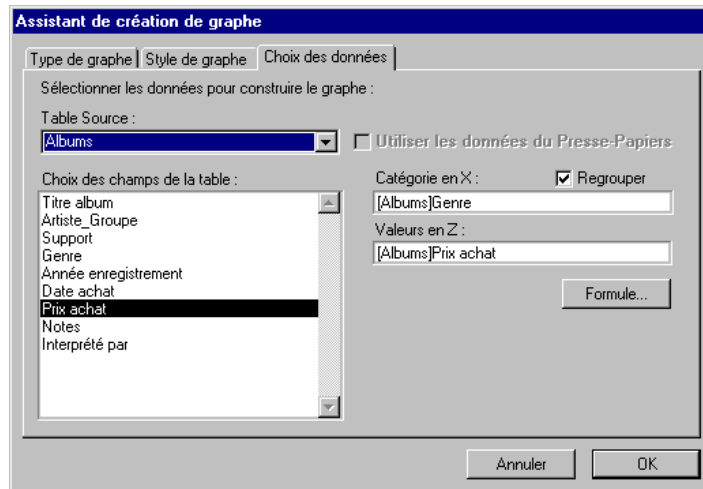 Assistant de création de graphe
Type de graphe Style de graphe Choix des données
Sélectionner les données pour construire le graphe :
Table Source :
Albums
Utiliser les données du Presse-Papiers
Choix des champs de la table :
Titre album
Artiste_Groupe
Support
Genre
Année enregistrement
Date achat
Prix achat
Notes
Interprété par
Catégorie en X :
Regrouper
[Albums]Genre
Valeurs en Z :
[Albums]Prix achat
Formule...
Annuler
OK